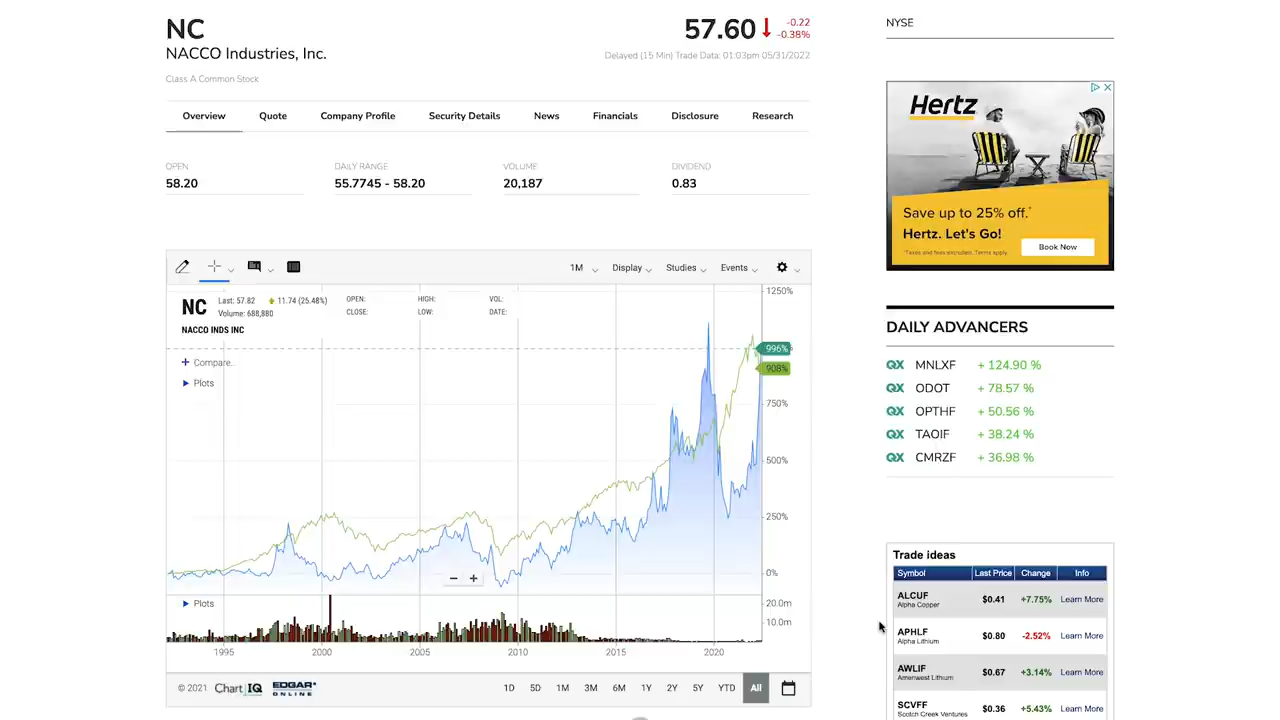 NC
57.60
-0.22
-0.38%
NACCO Industries, Inc.
Delayed (15 Min) Trade Data: 01:03pm 05/31/2022
Class A Common Stock
Overview Quote Company Profile Security Details News Financials Disclosure Research
OPEN DAILY RANGE VOLUME DIVIDEND
58.20 55.7745 - 58.20 20,187 0.83
1M Display Studies Events
1250%
NC Last: 57.82 11.74 (25.48%) OPEN: HIGH: VOL:
Volume: 688,880 CLOSE: LOW: DATE:
NACCO INDS INC
996%
+ Compare..
908%
Plots
750%
500%
250%
0%
Plots
20.0m
10.0m
1995 2000 2005 2010 2015 2020
© 2021 Chart IQ EDGAR ONLINE 1D 5D 1M 3M 6M 1Y 2Y 5Y YTD All
NYSE
Hertz
Save up to 25% off.*
Hertz. Let's Go!
*Taxes and fees excluded. Terms apply.
Book Now
DAILY ADVANCERS
QX MNLXF + 124.90 %
QX ODOT + 78.57 %
QX OPTHF + 50.56 %
QX TAOIF + 38.24 %
QX CMRZF + 36.98 %
Trade ideas
Symbol Last Price Change Info
ALCUF $0.41 +7.75% Learn More
Alpha Copper
APHLF $0.80 -2.52% Learn More
Alpha Lithium
AWLIF $0.67 +3.14% Learn More
Ameriwest Lithium
SCVFF $0.36 +5.43% Learn More
Scotch Creek Ventures